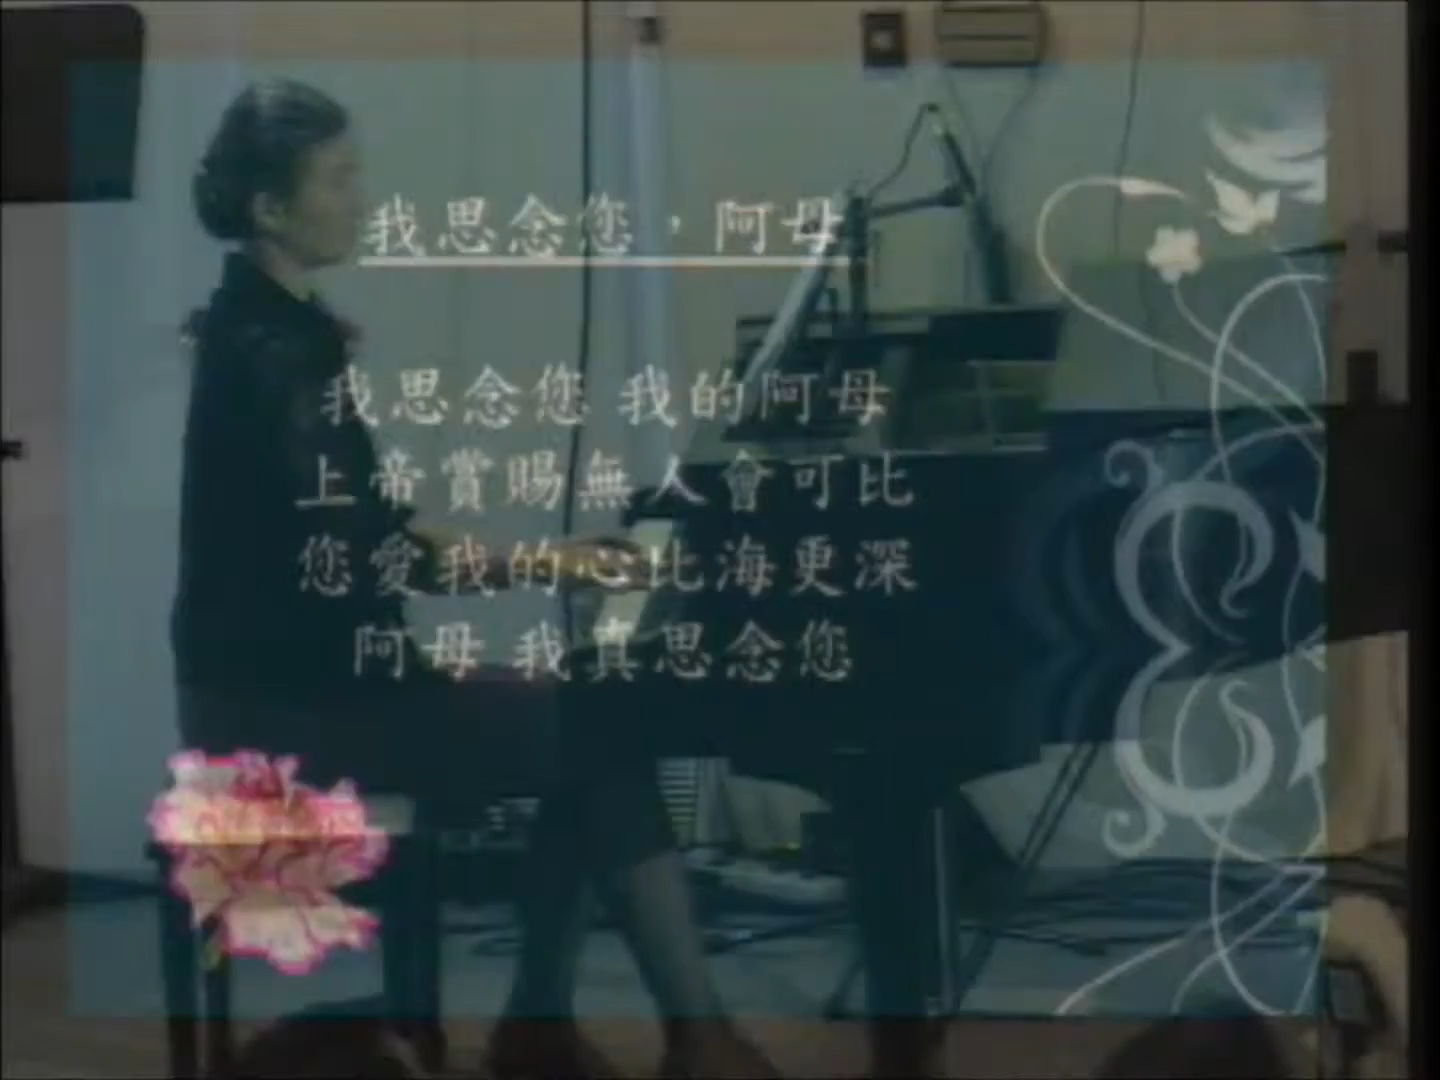 我思念您，阿母
我思念您 我的阿母
上帝賞賜無人會可比
您愛我的心比海更深
阿母 我真思念您